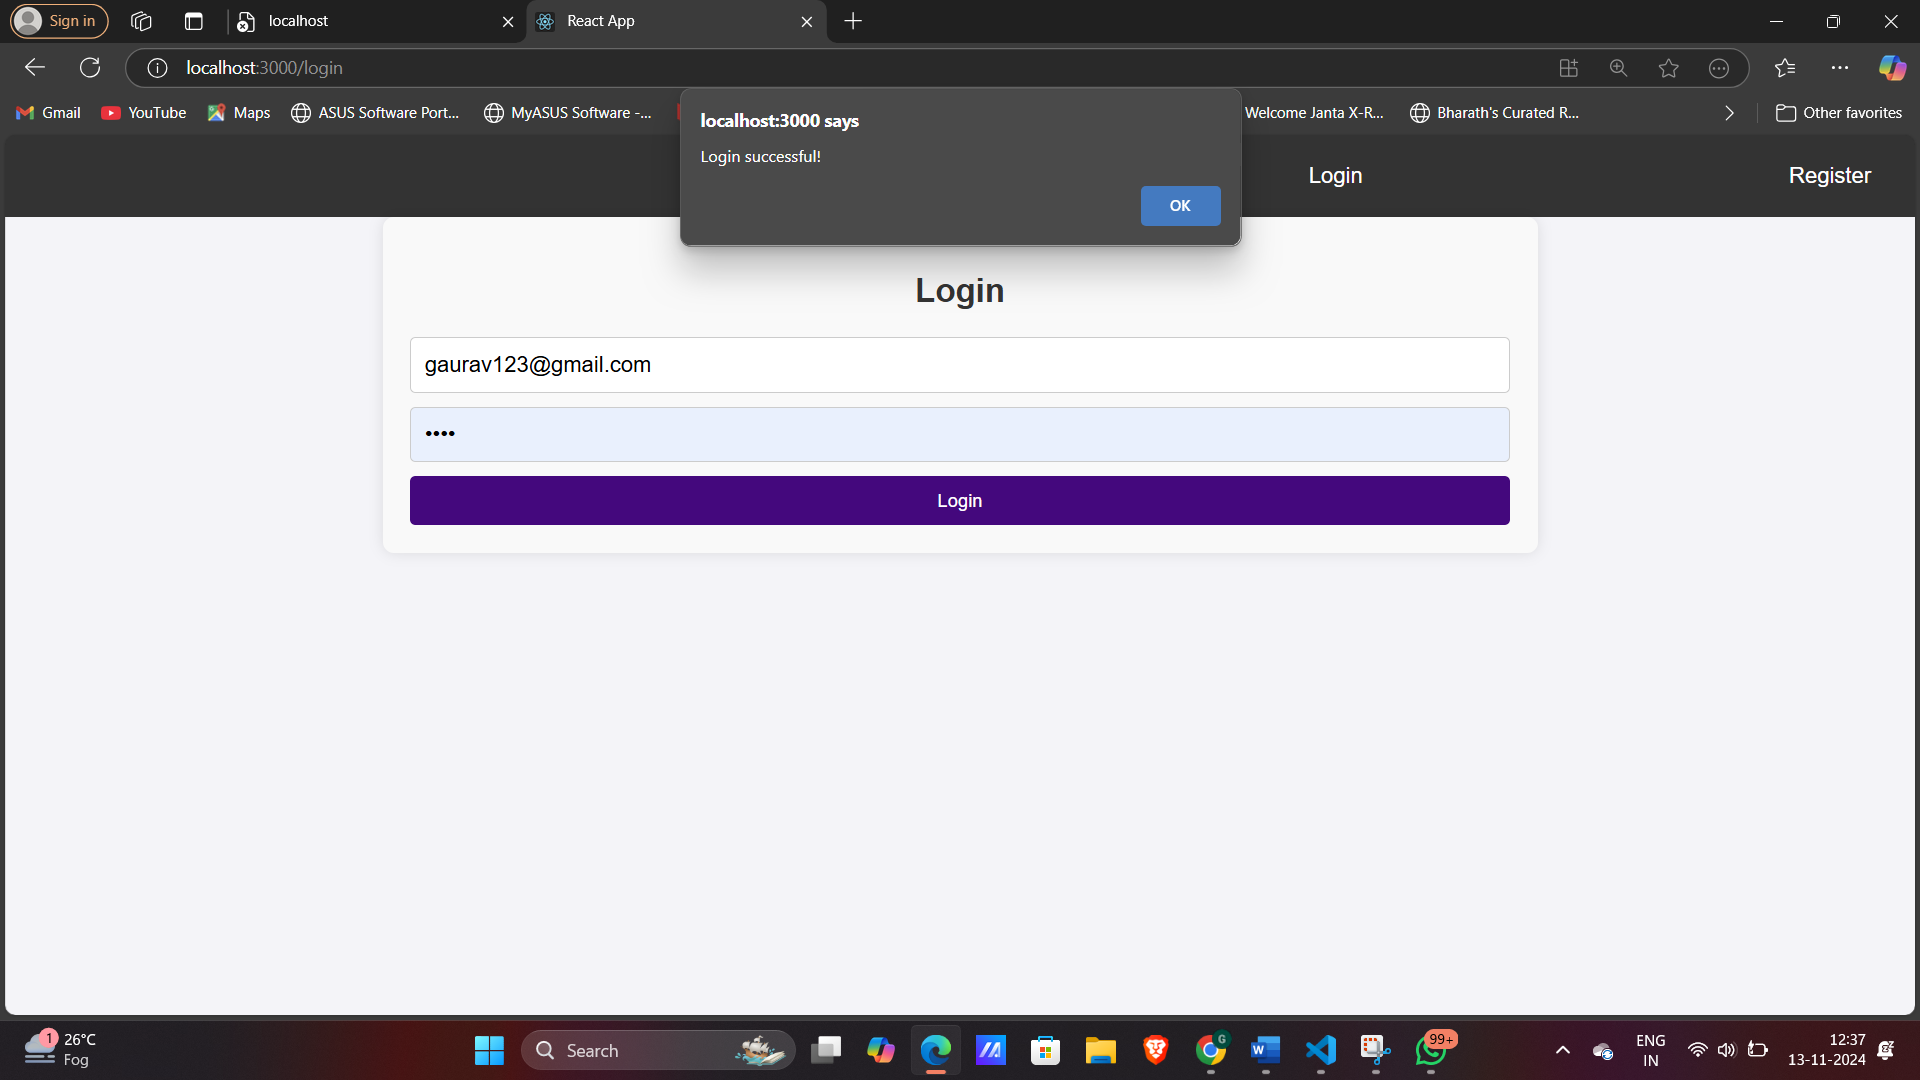 Sign in
localhost
React App
localhost:3000/login
Gmail
YouTube
Maps
ASUS Software Port...
MyASUS Software -...
Welcome Janta X-R...
Bharath's Curated R...
Other favorites
localhost:3000 says
Login successful!
OK
Login
Register
Login
gaurav123@gmail.com
••••
Login
1
26°C
Fog
Search
G
W
99+
ENG
IN
12:37
13-11-2024